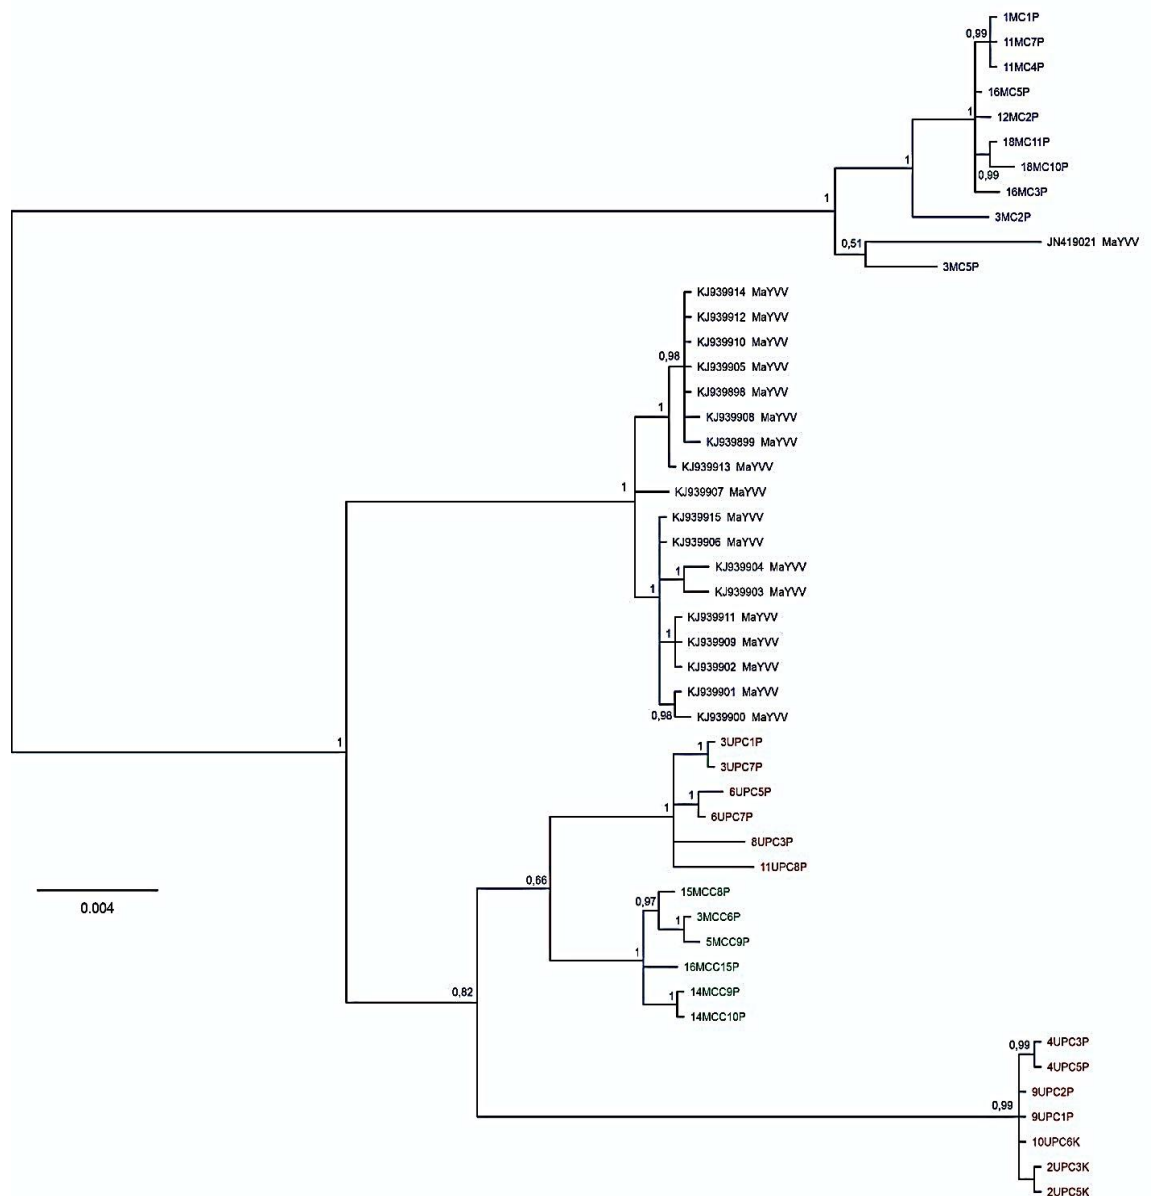 1MC1P
0,99
11MC7P
11MC4P
16MC5P
1
12MC2P
18MC11P
1
18MC10P
0,99
16MC3P
1
3MC2P
0,51
JN419021 MaYVV
3MC5P
KJ939914 MaYVV
KJ939912 MaYVV
KJ939910 MaYVV
0,98
KJ939905 MaYVV
KJ939898 MaYVV
1
KJ939908 MaYVV
KJ939899 MaYVV
KJ939913 MaYVV
1
KJ939907 MaYVV
KJ939915 MaYVV
KJ939906 MaYVV
1
KJ939904 MaYVV
1
KJ939903 MaYVV
KJ939911 MaYVV
1
KJ939909 MaYVV
KJ939902 MaYVV
KJ939901 MaYVV
0,98
KJ939900 MaYVV
1
1
3UPC1P
3UPC7P
1
6UPC5P
1
6UPC7P
8UPC3P
11UPC8P
0,66
15MCC8P
0,97
1
3MCC6P
5MCC9P
1
16MCC15P
0,82
1
14MCC9P
14MCC10P
0.004
0,99
4UPC3P
4UPC5P
9UPC2P
0,99
9UPC1P
10UPC6K
2UPC3K
2UPC5K